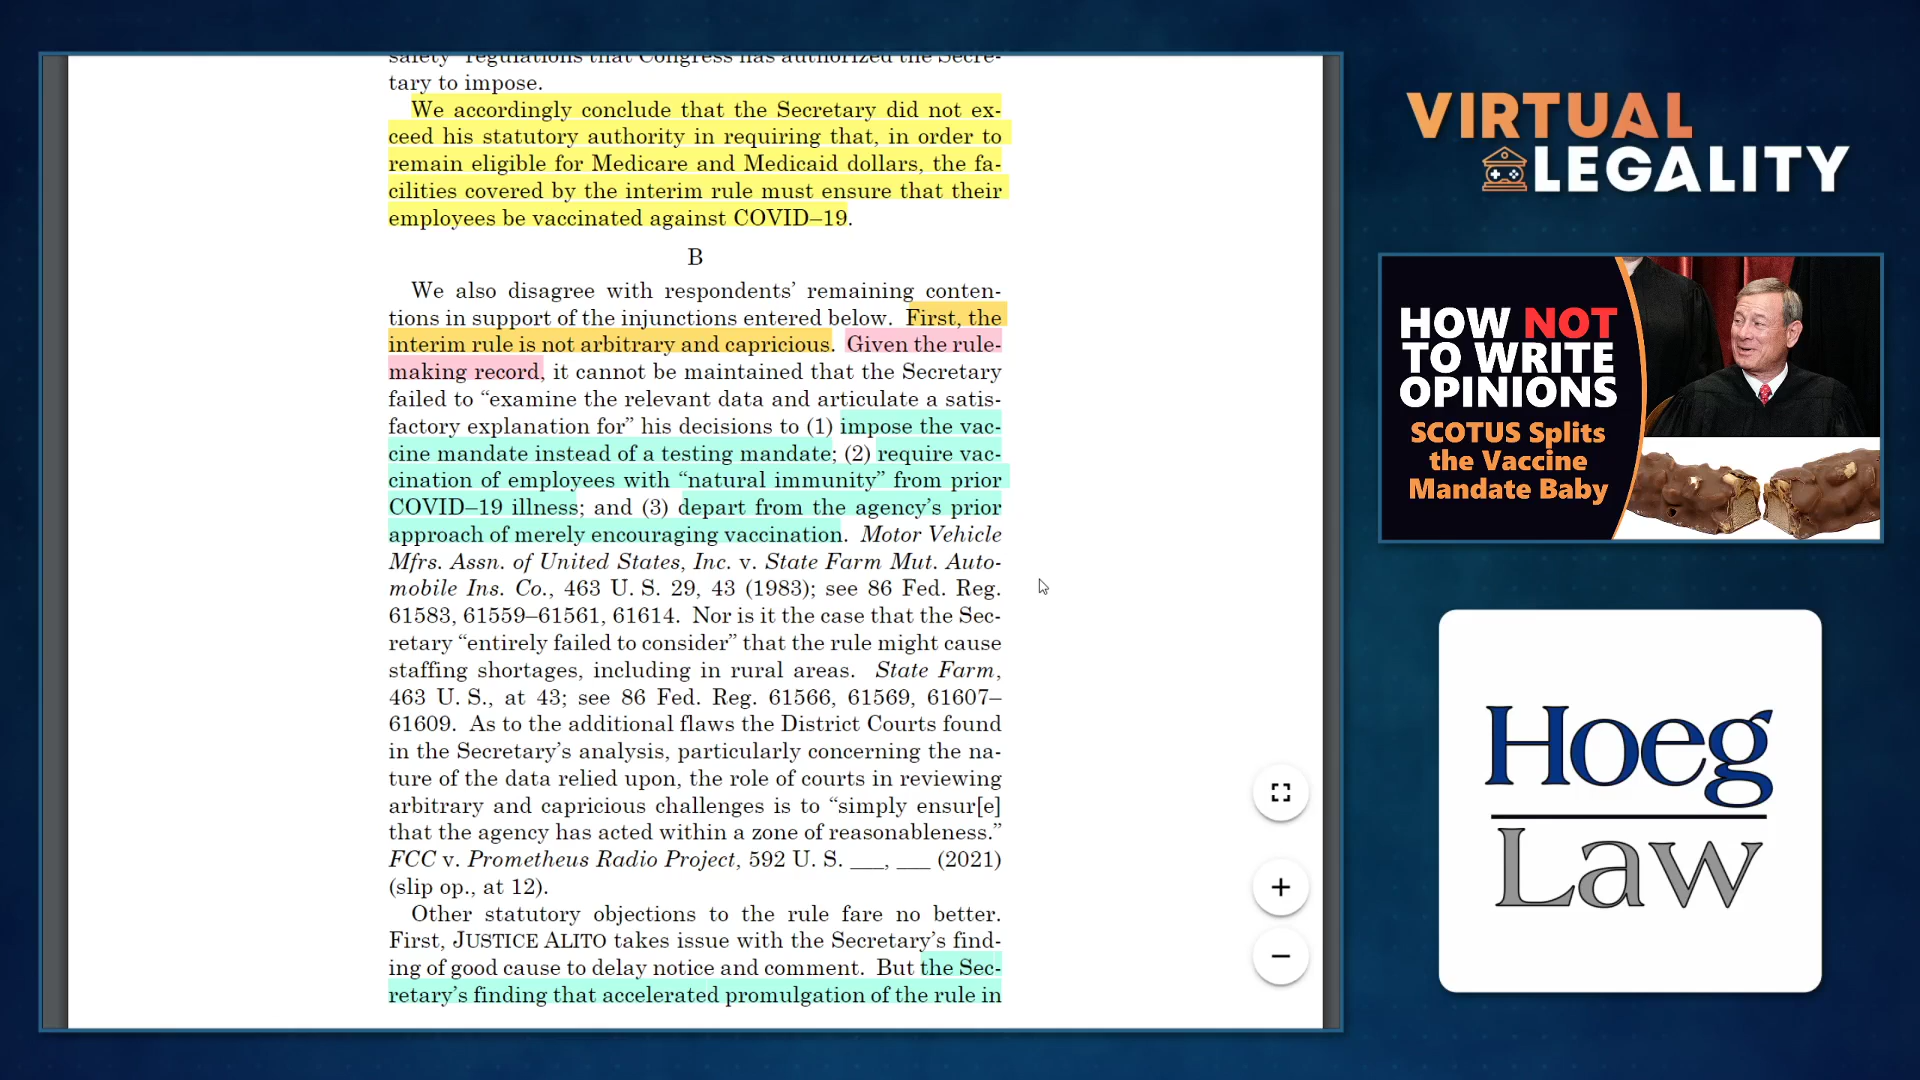 safety" regulations that Congress has authorized the Secre-
tary to impose.
We accordingly conclude that the Secretary did not ex-
ceed his statutory authority in requiring that, in order to
remain eligible for Medicare and Medicaid dollars, the fa-
cilities covered by the interim rule must ensure that their
employees be vaccinated against COVID–19.
B
We also disagree with respondents’ remaining conten-
tions in support of the injunctions entered below. First, the
interim rule is not arbitrary and capricious. Given the rule-
making record, it cannot be maintained that the Secretary
failed to “examine the relevant data and articulate a satis-
factory explanation for” his decisions to (1) impose the vac-
cine mandate instead of a testing mandate; (2) require vac-
cination of employees with “natural immunity” from prior
COVID–19 illness; and (3) depart from the agency’s prior
approach of merely encouraging vaccination. Motor Vehicle
Mfrs. Assn. of United States, Inc. v. State Farm Mut. Auto-
mobile Ins. Co., 463 U. S. 29, 43 (1983); see 86 Fed. Reg.
61583, 61559–61561, 61614. Nor is it the case that the Sec-
retary “entirely failed to consider” that the rule might cause
staffing shortages, including in rural areas. State Farm,
463 U. S., at 43; see 86 Fed. Reg. 61566, 61569, 61607–
61609. As to the additional flaws the District Courts found
in the Secretary’s analysis, particularly concerning the na-
ture of the data relied upon, the role of courts in reviewing
arbitrary and capricious challenges is to “simply ensur[e]
that the agency has acted within a zone of reasonableness.”
FCC v. Prometheus Radio Project, 592 U. S. ___, ___ (2021)
(slip op., at 12).
Other statutory objections to the rule fare no better.
First, JUSTICE ALITO takes issue with the Secretary’s find-
ing of good cause to delay notice and comment. But the Sec-
retary’s finding that accelerated promulgation of the rule in
VIRTUAL
LEGALITY
HOW NOT
TO WRITE
OPINIONS
SCOTUS Splits
the Vaccine
Mandate Baby
Hoeg
Law